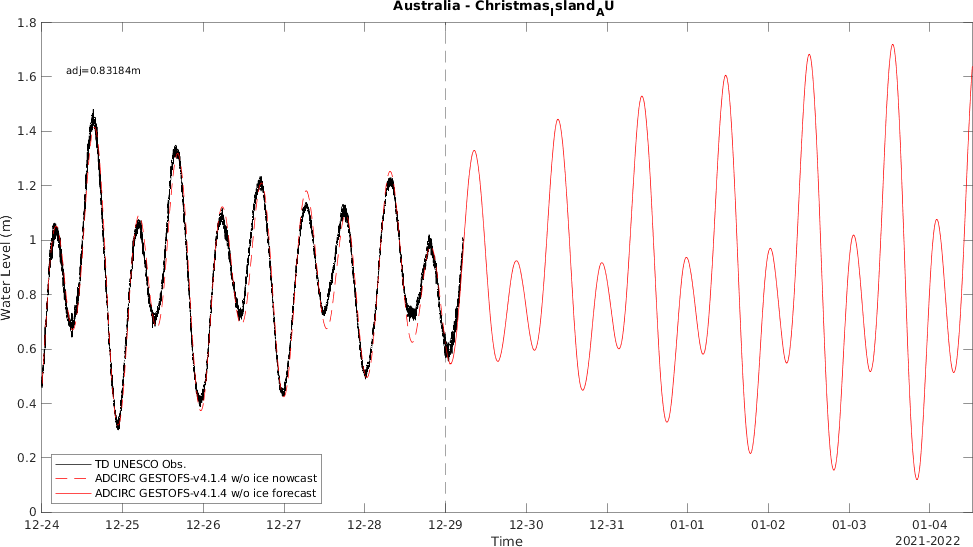 Australia - Christmas_Island_AU
adj=0.83184m
1.8
1.6
1.4
1.2
1
0.8
0.6
0.4
0.2
0
Water Level (m)
TD UNESCO Obs.
ADCIRC GESTOFS-v4.1.4 w/o ice nowcast
ADCIRC GESTOFS-v4.1.4 w/o ice forecast
12-24 12-25 12-26 12-27 12-28 12-29 12-30 12-31 01-01 01-02 01-03 01-04
Time
2021-2022